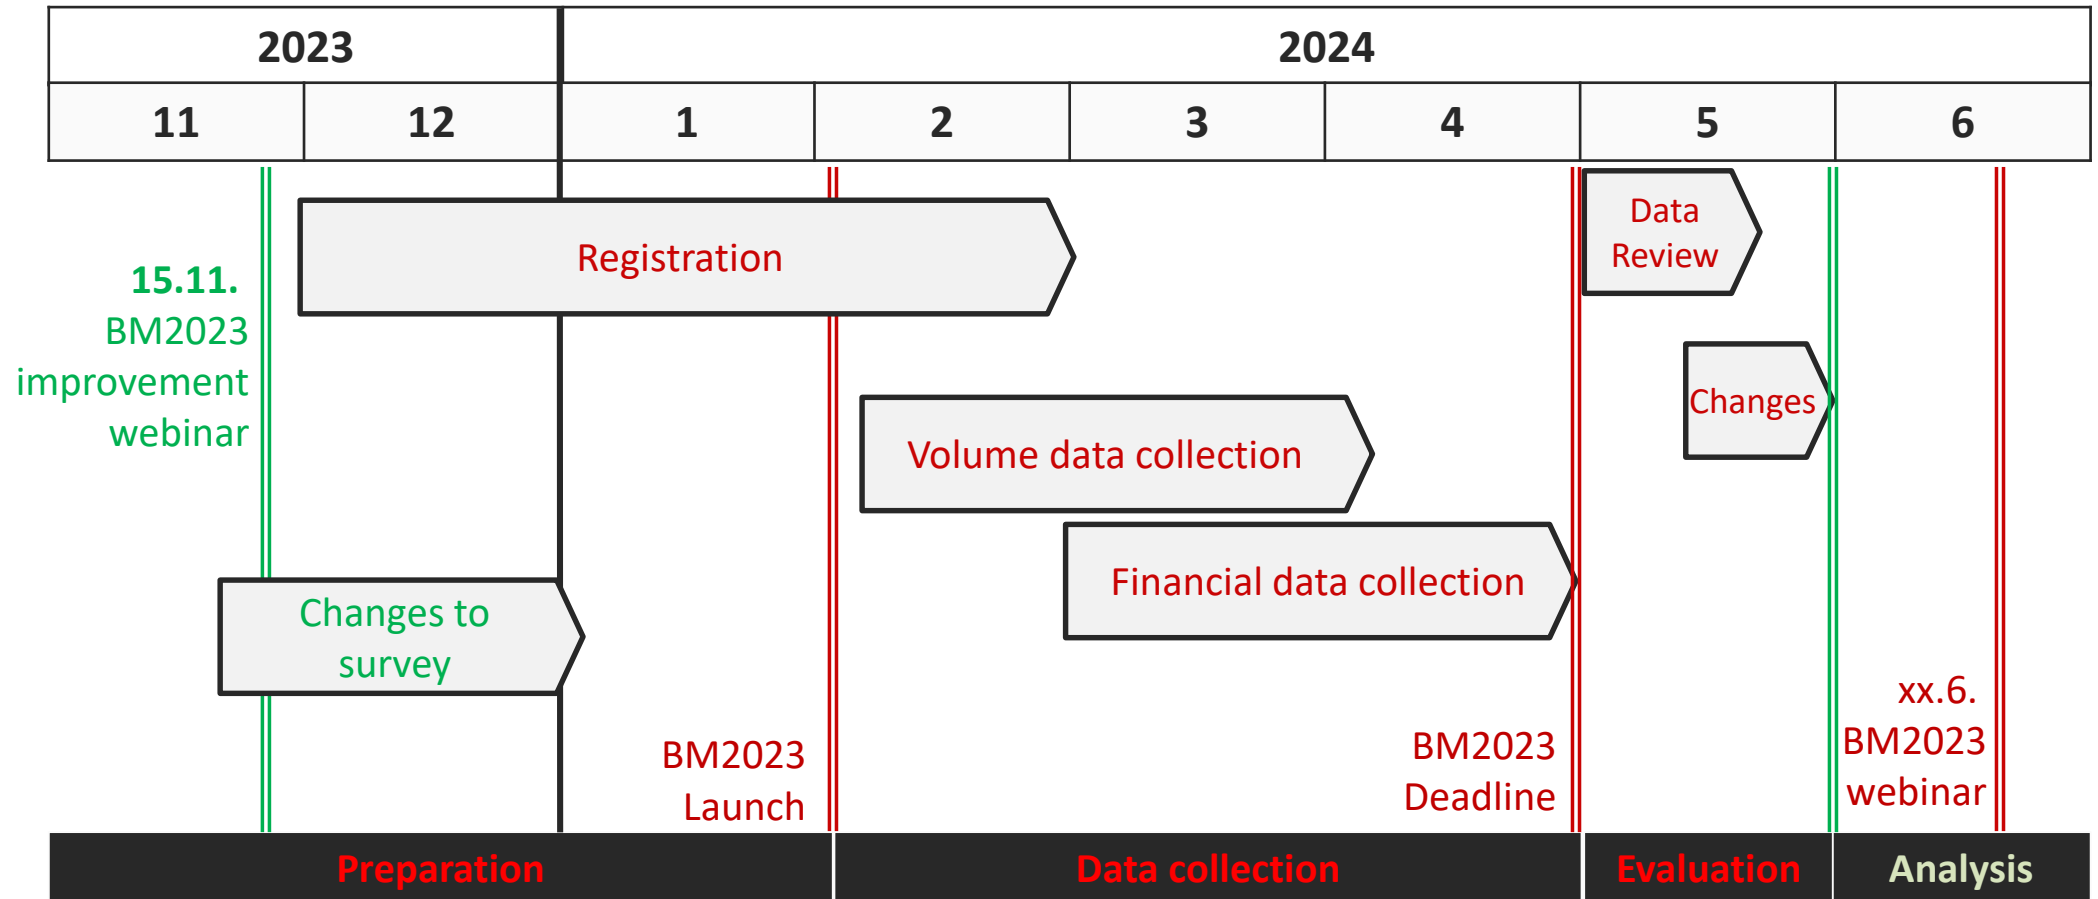 2023
2024
11
12
1
2
3
4
5
6
Registration
Data
Review
15.11.
BM2023
improvement
webinar
Changes
Volume data collection
Financial data collection
Changes to
survey
BM2023
Launch
BM2023
Deadline
xx.6.
BM2023
webinar
Preparation
Data collection
Evaluation
Analysis